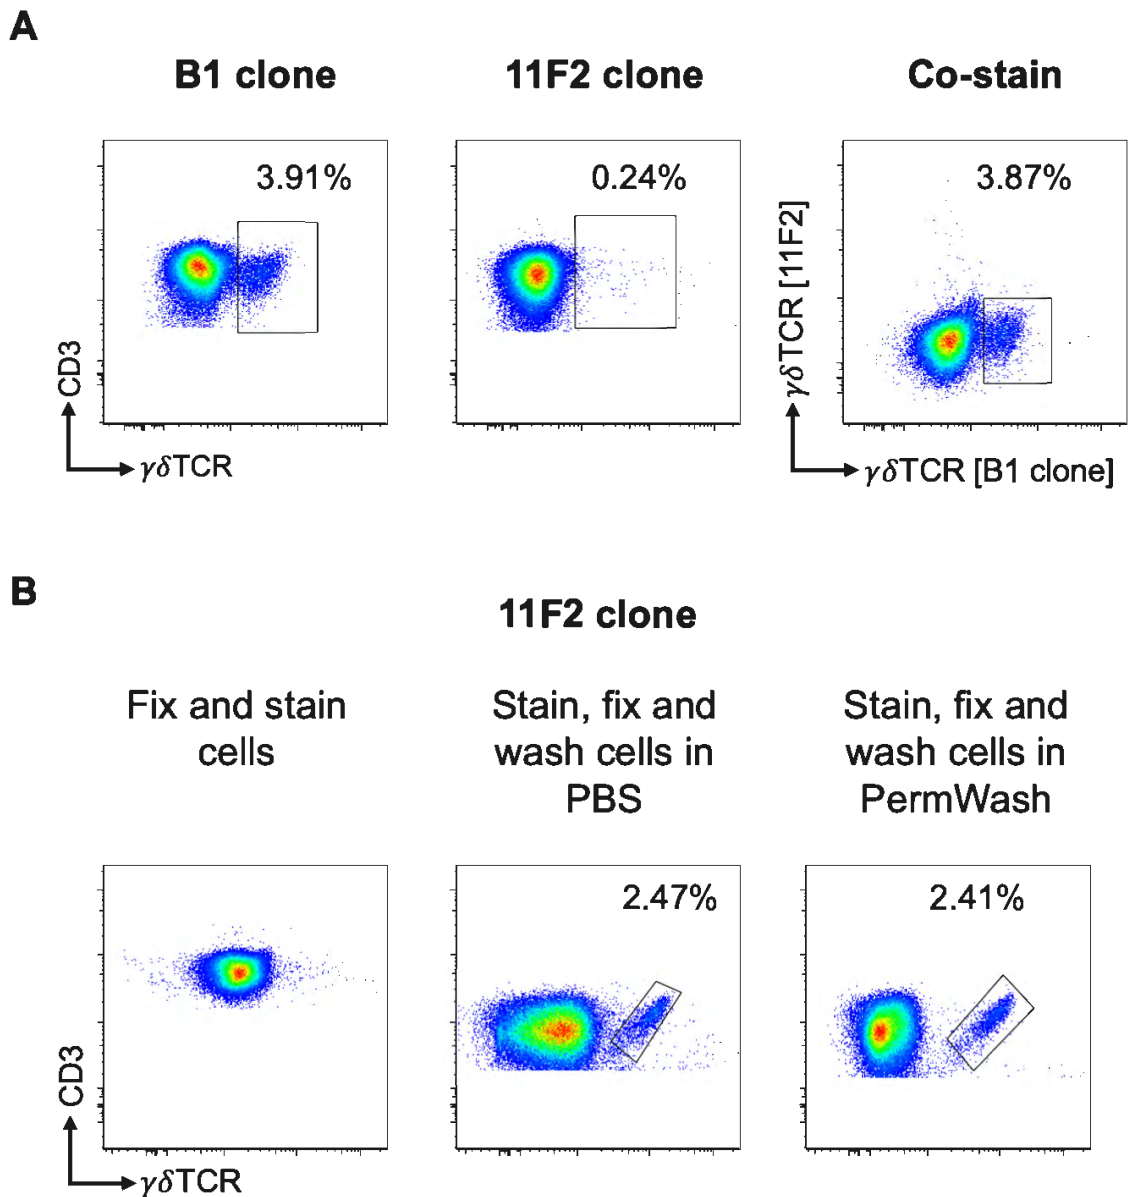 A
B1 clone
11F2 clone
Co-stain
3.91%
0.24%
3.87%
CD3
γδTCR
γδTCR [11F2]
γδTCR [B1 clone]
B
11F2 clone
Fix and stain
cells
Stain, fix and
wash cells in
PBS
Stain, fix and
wash cells in
PermWash
2.47%
2.41%
CD3
γδTCR